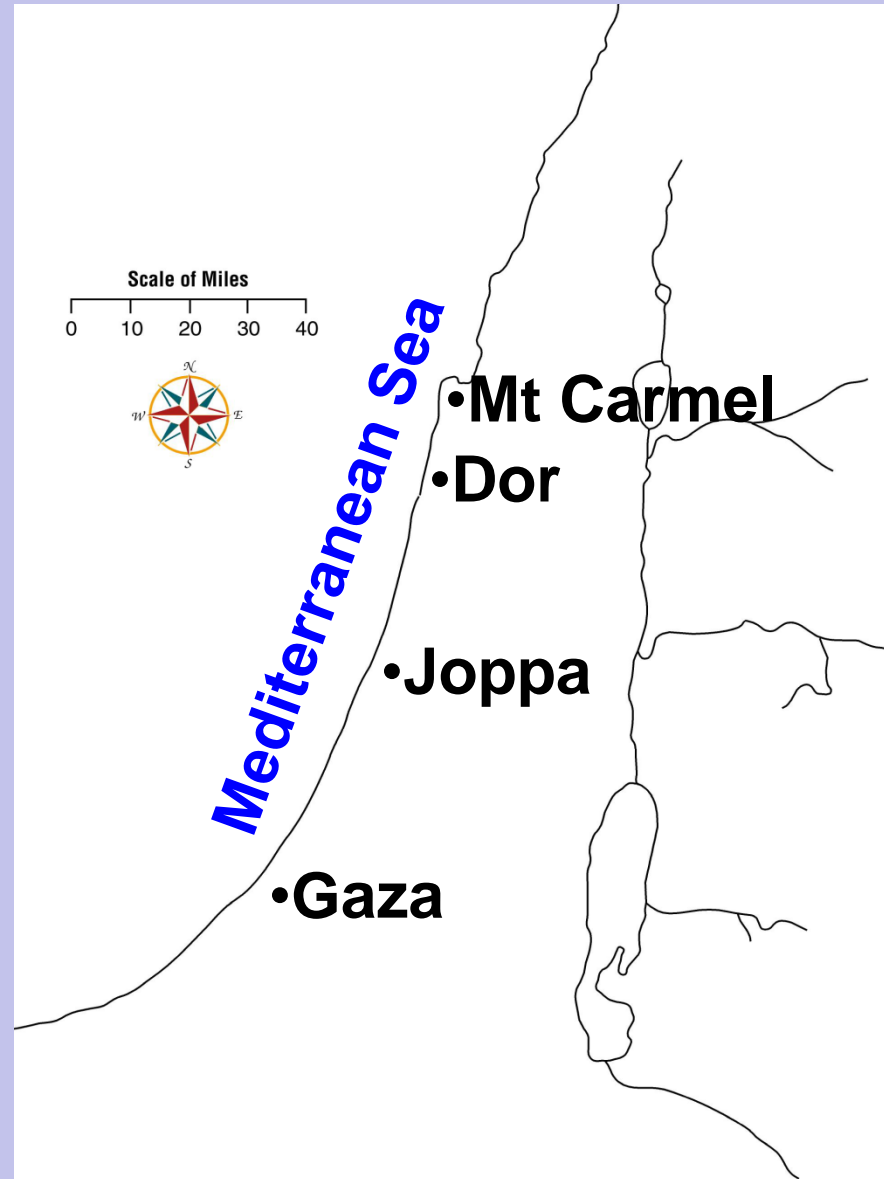 Scale of Miles
0 10 20 30 40
N
W E
S
Mediterranean Sea
•Mt Carmel
•Dor
•Joppa
•Gaza